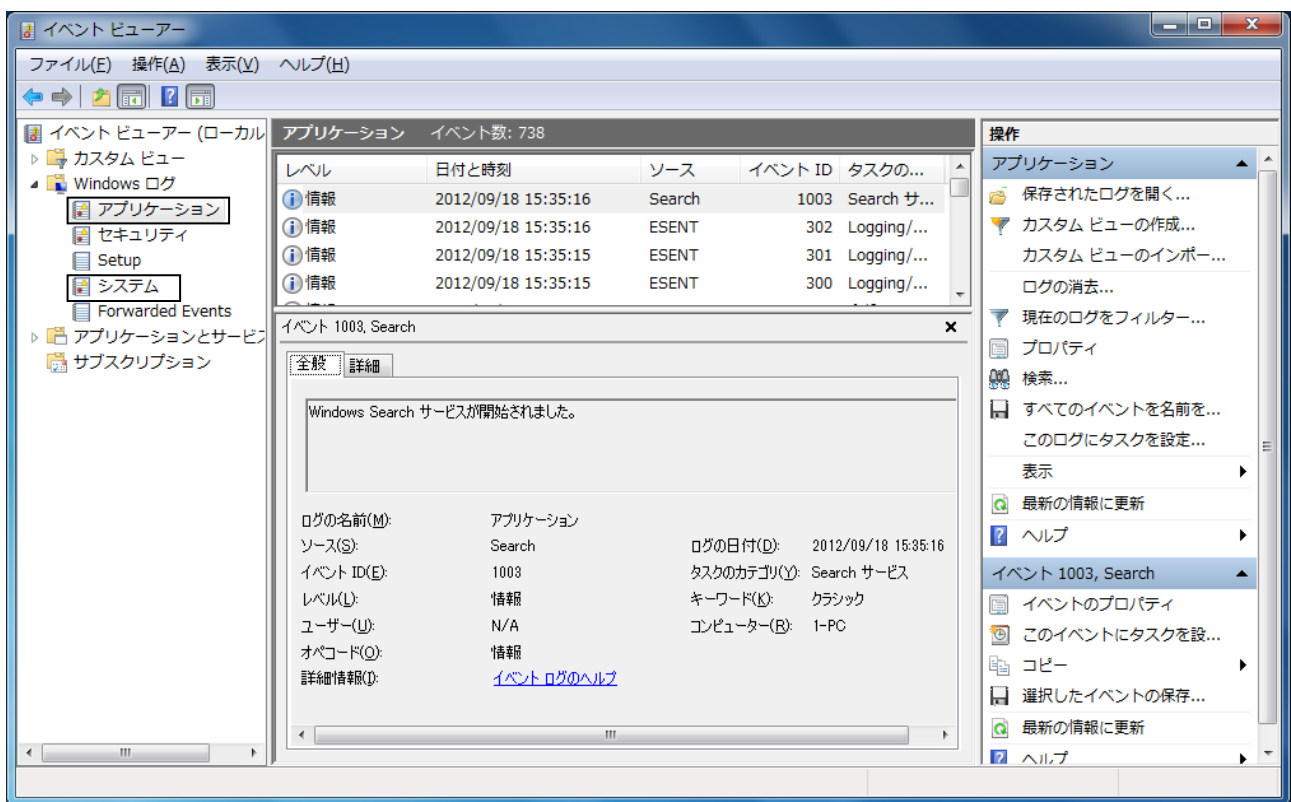 イベント ビューアー
ファイル(F) 操作(A) 表示(V) ヘルプ(H)
イベント ビューアー (ローカル
カスタム ビュー
Windows ログ
アプリケーション
セキュリティ
Setup
システム
Forwarded Events
アプリケーションとサービス
サブスクリプション
アプリケーション イベント数: 738
レベル 日付と時刻 ソース イベント ID タスクの...
情報 2012/09/18 15:35:16 Search 1003 Search サ...
情報 2012/09/18 15:35:16 ESENT 302 Logging/...
情報 2012/09/18 15:35:15 ESENT 301 Logging/...
情報 2012/09/18 15:35:15 ESENT 300 Logging/...
イベント 1003, Search
全般 詳細
Windows Search サービスが開始されました。
ログの名前(M): アプリケーション
ソース(S): Search ログの日付(D): 2012/09/18 15:35:16
イベント ID(E): 1003 タスクのカテゴリ(Y): Search サービス
レベル(L): 情報 キーワード(K): クラシック
ユーザー(U): N/A コンピューター(R): 1-PC
オペコード(O): 情報
詳細情報(I): イベント ログのヘルプ
操作
アプリケーション
保存されたログを開く...
カスタム ビューの作成...
カスタム ビューのインポー...
ログの消去...
現在のログをフィルター...
プロパティ
検索...
すべてのイベントを名前を...
このログにタスクを設定...
表示
最新の情報に更新
ヘルプ
イベント 1003, Search
イベントのプロパティ
このイベントにタスクを設...
コピー
選択したイベントの保存...
最新の情報に更新
ヘルプ